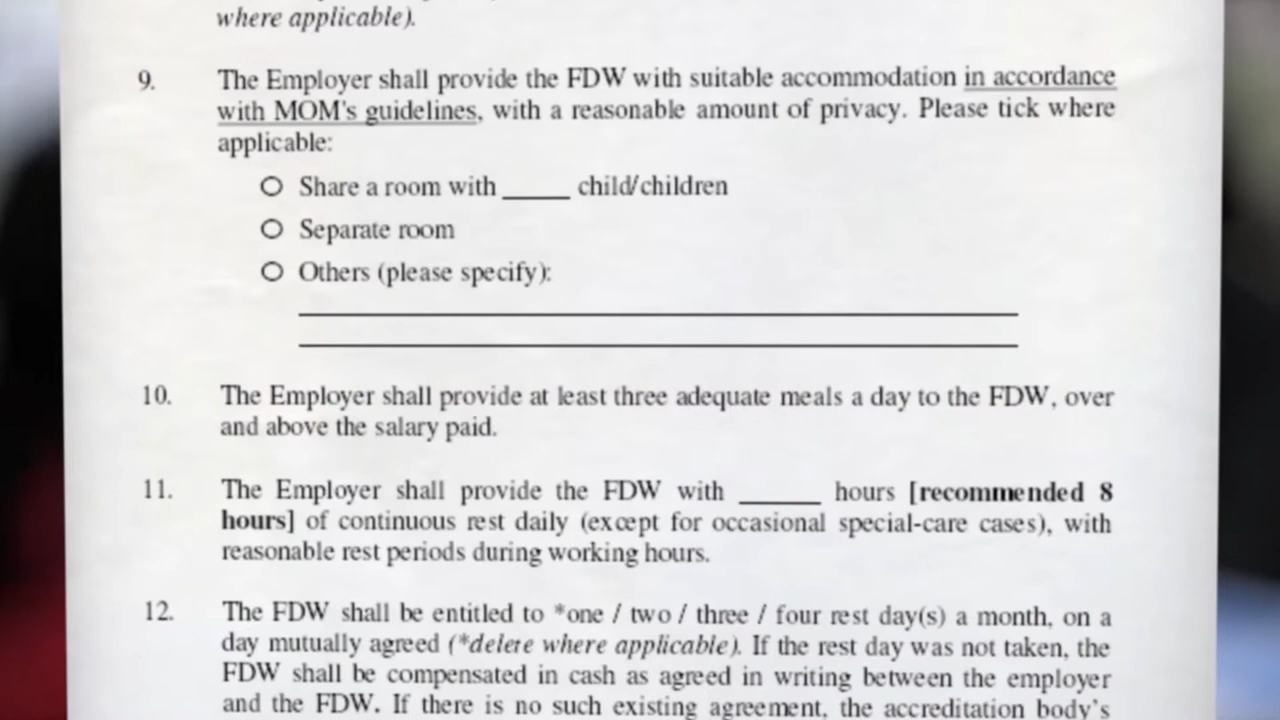 where applicable).
9. The Employer shall provide the FDW with suitable accommodation in accordance
with MOM's guidelines, with a reasonable amount of privacy. Please tick where
applicable:
Share a room with _____ child/children
Separate room
Others (please specify):
10. The Employer shall provide at least three adequate meals a day to the FDW, over
and above the salary paid.
11. The Employer shall provide the FDW with ______ hours [recommended 8
hours] of continuous rest daily (except for occasional special-care cases), with
reasonable rest periods during working hours.
12. The FDW shall be entitled to *one / two / three / four rest day(s) a month, on a
day mutually agreed (*delete where applicable). If the rest day was not taken, the
FDW shall be compensated in cash as agreed in writing between the employer
and the FDW. If there is no such existing agreement, the accreditation body's